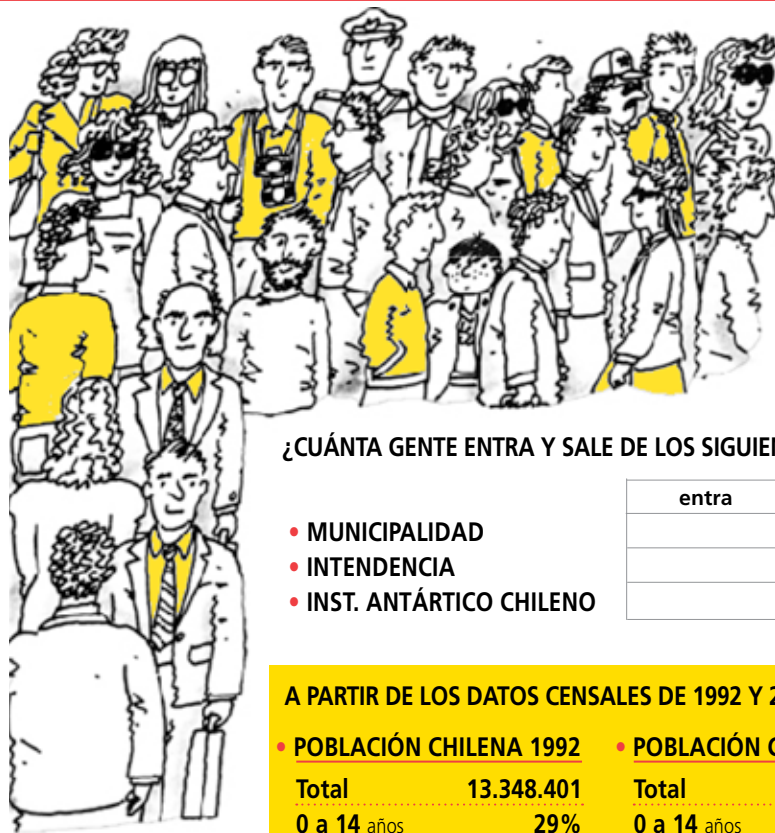 ¿CUÁNTA GENTE ENTRA Y SALE DE LOS
entra
• MUNICIPALIDAD
• INTENDENCIA
• INST. ANTÁRTICO CHILENO
A PARTIR DE LOS DATOS CENSALES DE 1992 Y
• POBLACIÓN CHILENA 1992 • POBLACIÓN
Total 13.348.401 Total
0 a 14 años 29% 0 a 14 años